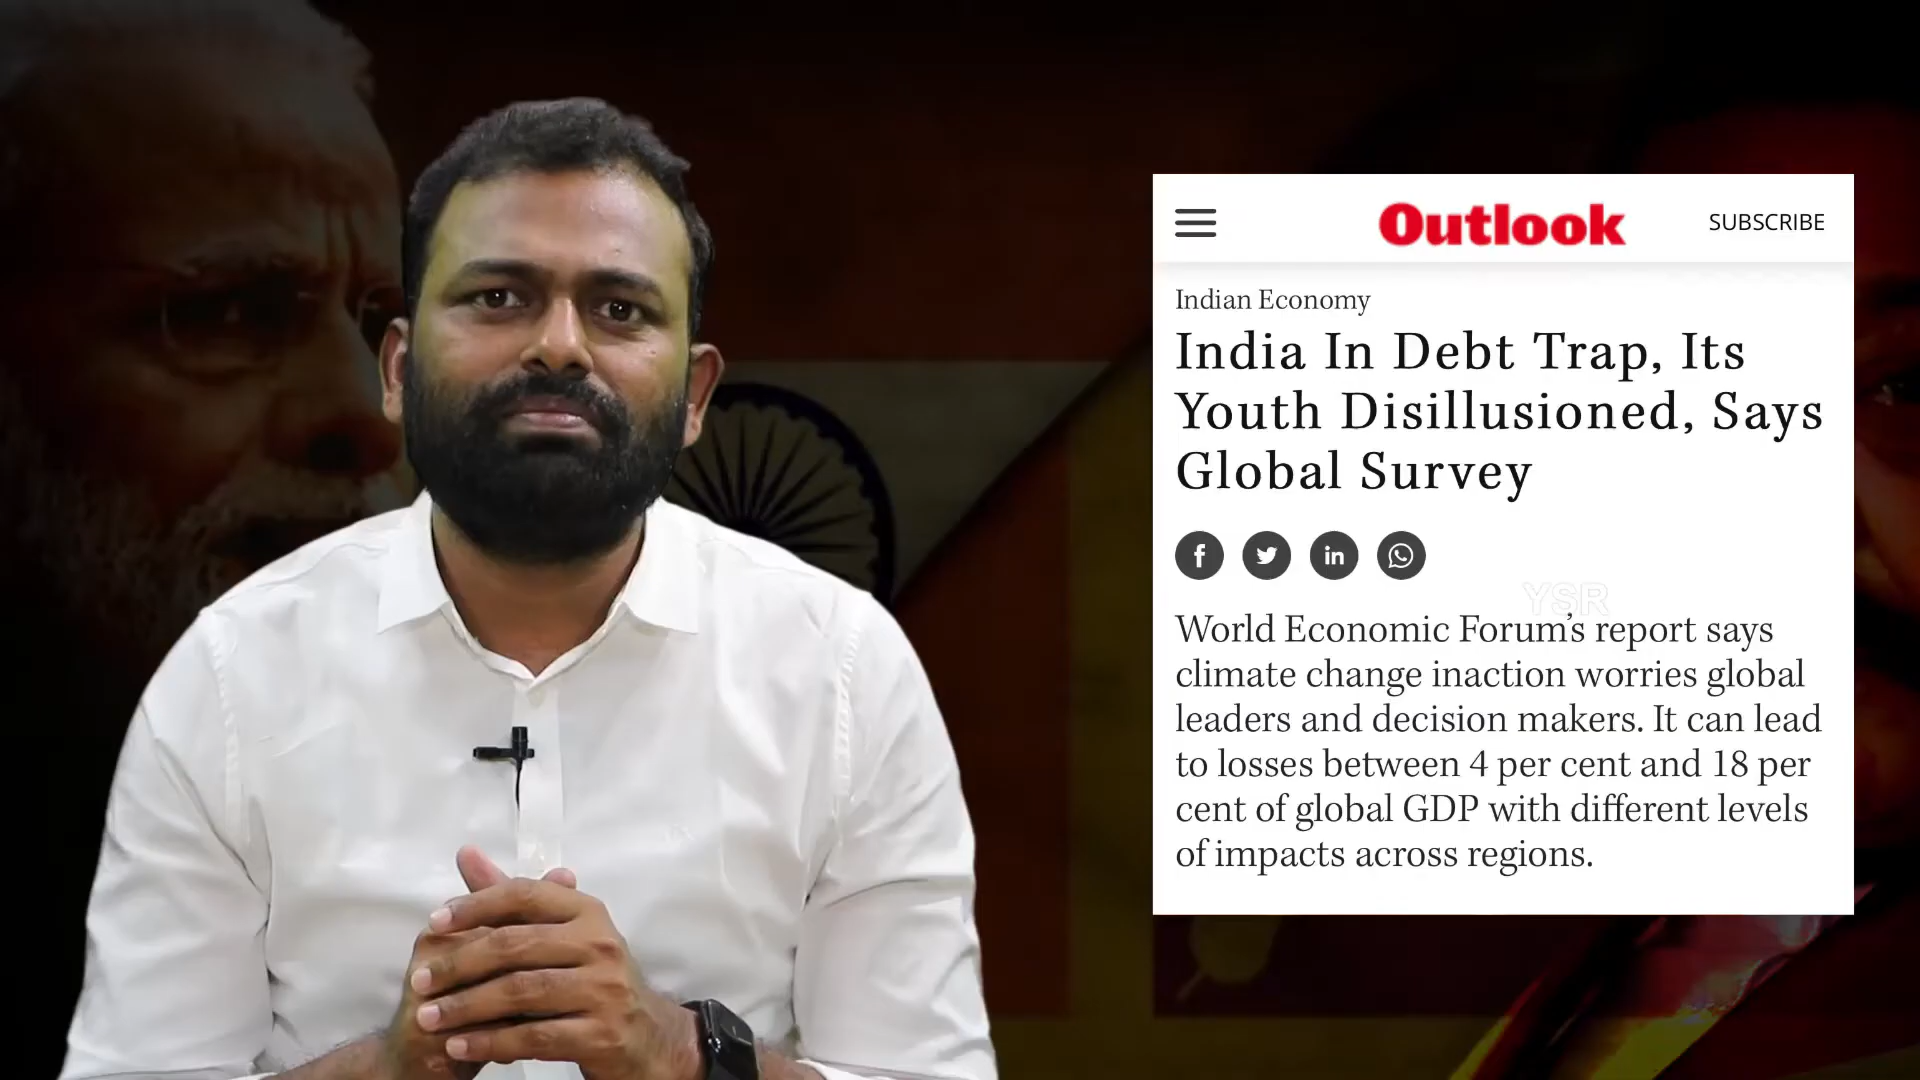 Outlook
SUBSCRIBE
Indian Economy
India In Debt Trap, Its
Youth Disillusioned, Says
Global Survey
YSR
World Economic Forum's report says
climate change inaction worries global
leaders and decision makers. It can lead
to losses between 4 per cent and 18 per
cent of global GDP with different levels
of impacts across regions.